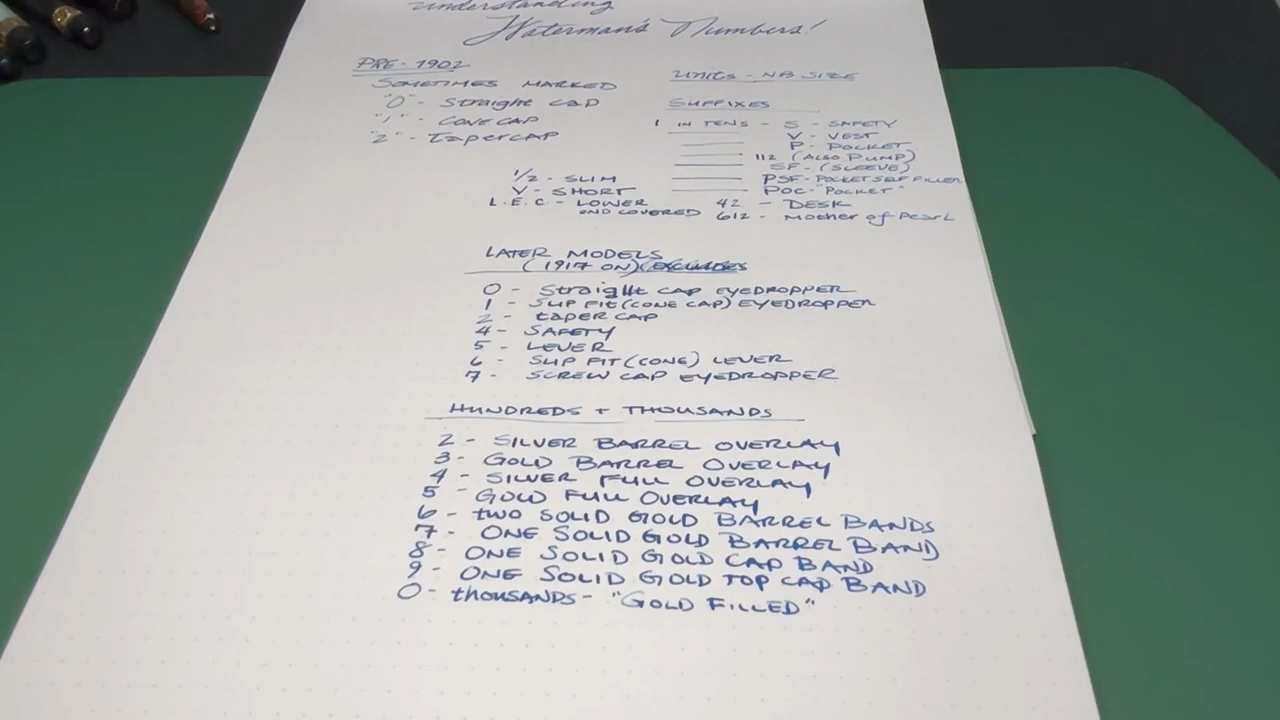 understanding
Waterman's Numbers!
PRE-1902
SOMETIMES MARKED
"0" - Straight CAP
"1" - CONE CAP
"2" - Taper CAP
Units - NIB SIZE
SUFFIXES
1 IN TENS - S - SAFETY
V - VEST
P - POCKET
112 (ALSO PUMP)
SF - (SLEEVE)
PSF - POCKET SELF FILLER
POC - "POCKET"
42 - DESK
612 - Mother of Pearl
1/2 - SLIM
V - SHORT
L.E.C - LOWER
END COVERED
LATER MODELS
(1917 ON)
0 - Straight CAP EYEDROPPER
1 - SLIP FIT (CONE CAP) EYEDROPPER
2 - taper CAP
4 - SAFETY
5 - LEVER
6 - SLIP FIT (CONE) LEVER
7 - SCREW CAP EYEDROPPER
HUNDREDS + THOUSANDS
2 - SILVER BARREL OVERLAY
3 - GOLD BARREL OVERLAY
4 - SILVER FULL OVERLAY
5 - GOLD FULL OVERLAY
6 - two SOLID GOLD BARREL BANDS
7 - ONE SOLID GOLD BARREL BAND
8 - ONE SOLID GOLD CAP BAND
9 - ONE SOLID GOLD TOP CAP BAND
0 - thousands - "GOLD FILLED"